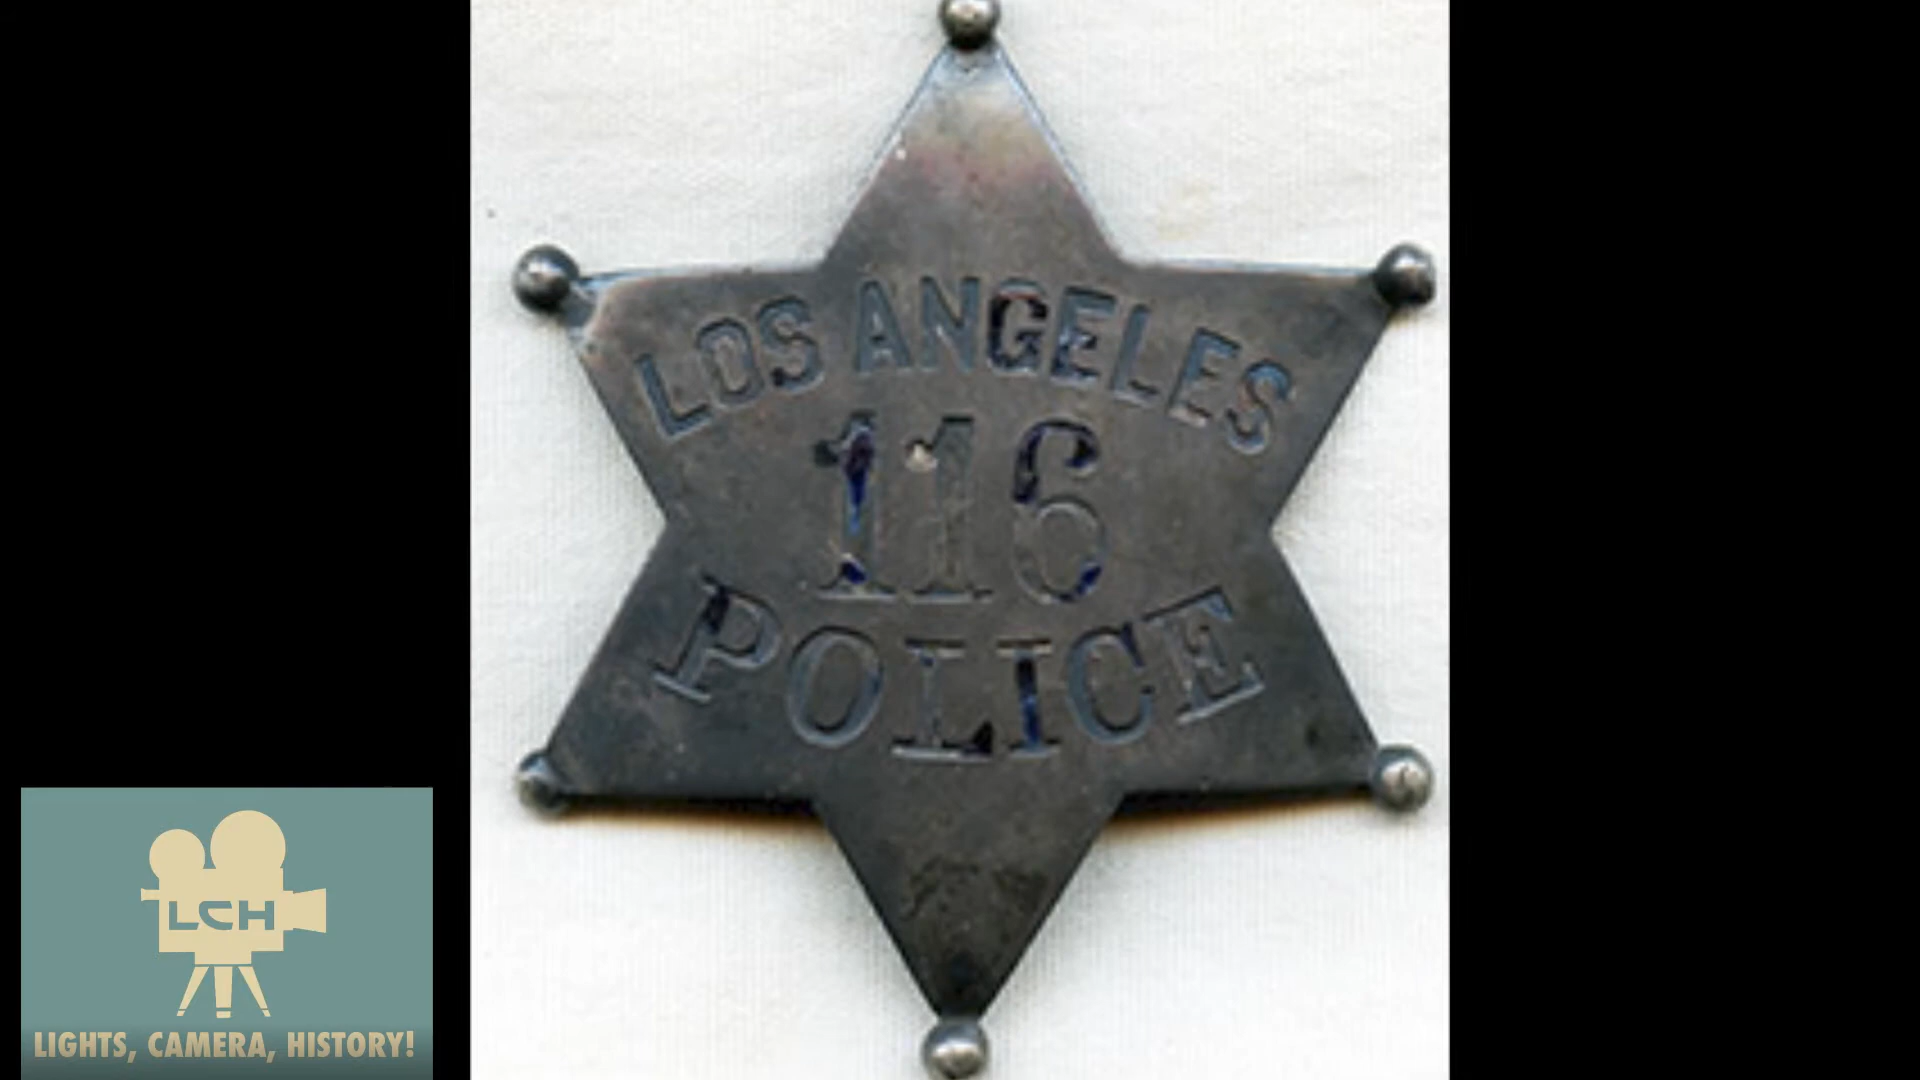 LOS ANGELES
116
POLICE
LCH
LIGHTS, CAMERA, HISTORY!